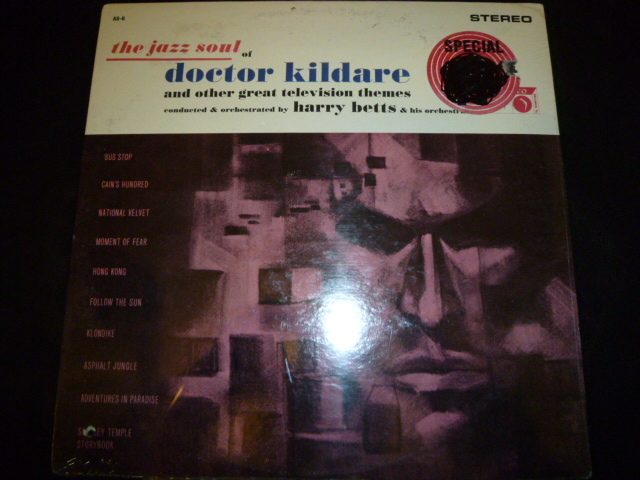 AS-6
STEREO
the jazz soul of
SPECIAL
doctor kildare
and other great television themes
conducted & orchestrated by harry betts & his
BUS STOP
CAIN'S HUNDRED
NATIONAL VELVET
MOMENT OF FEAR
HONG KONG
FOLLOW THE SUN
KLONDIKE
ASPHALT JUNGLE
ADVENTURES IN PARADISE
TEMPLE
STORYBOOK